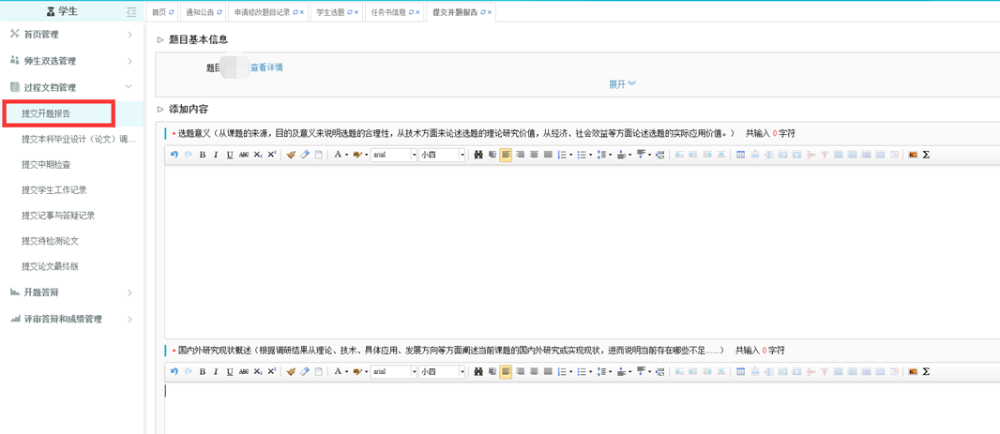 学生
首页 通知公告 申请修改题目记录 学生选题 任务书信息 提交开题报告
首页管理
师生双选管理
过程文档管理
提交开题报告
提交本科毕业设计（论文）调...
提交中期检查
提交学生工作记录
提交记事与答疑记录
提交待检测论文
提交论文最终版
开题答辩
评审答辩和成绩管理
题目基本信息
题目 查看详情
展开
添加内容
* 选题意义（从课题的来源，目的及意义来说明选题的合理性，从技术方面来论述选题的理论研究价值，从经济、社会效益等方面论述选题的实际应用价值。） 共输入 0 字符
B I U ABC X₂ X² A arial 小四 Σ
* 国内外研究现状概述（根据调研结果从理论、技术、具体应用、发展方向等方面阐述当前课题的国内外研究或实现现状，进而说明当前存在哪些不足......） 共输入 0 字符
B I U ABC X₂ X² A arial 小四 Σ